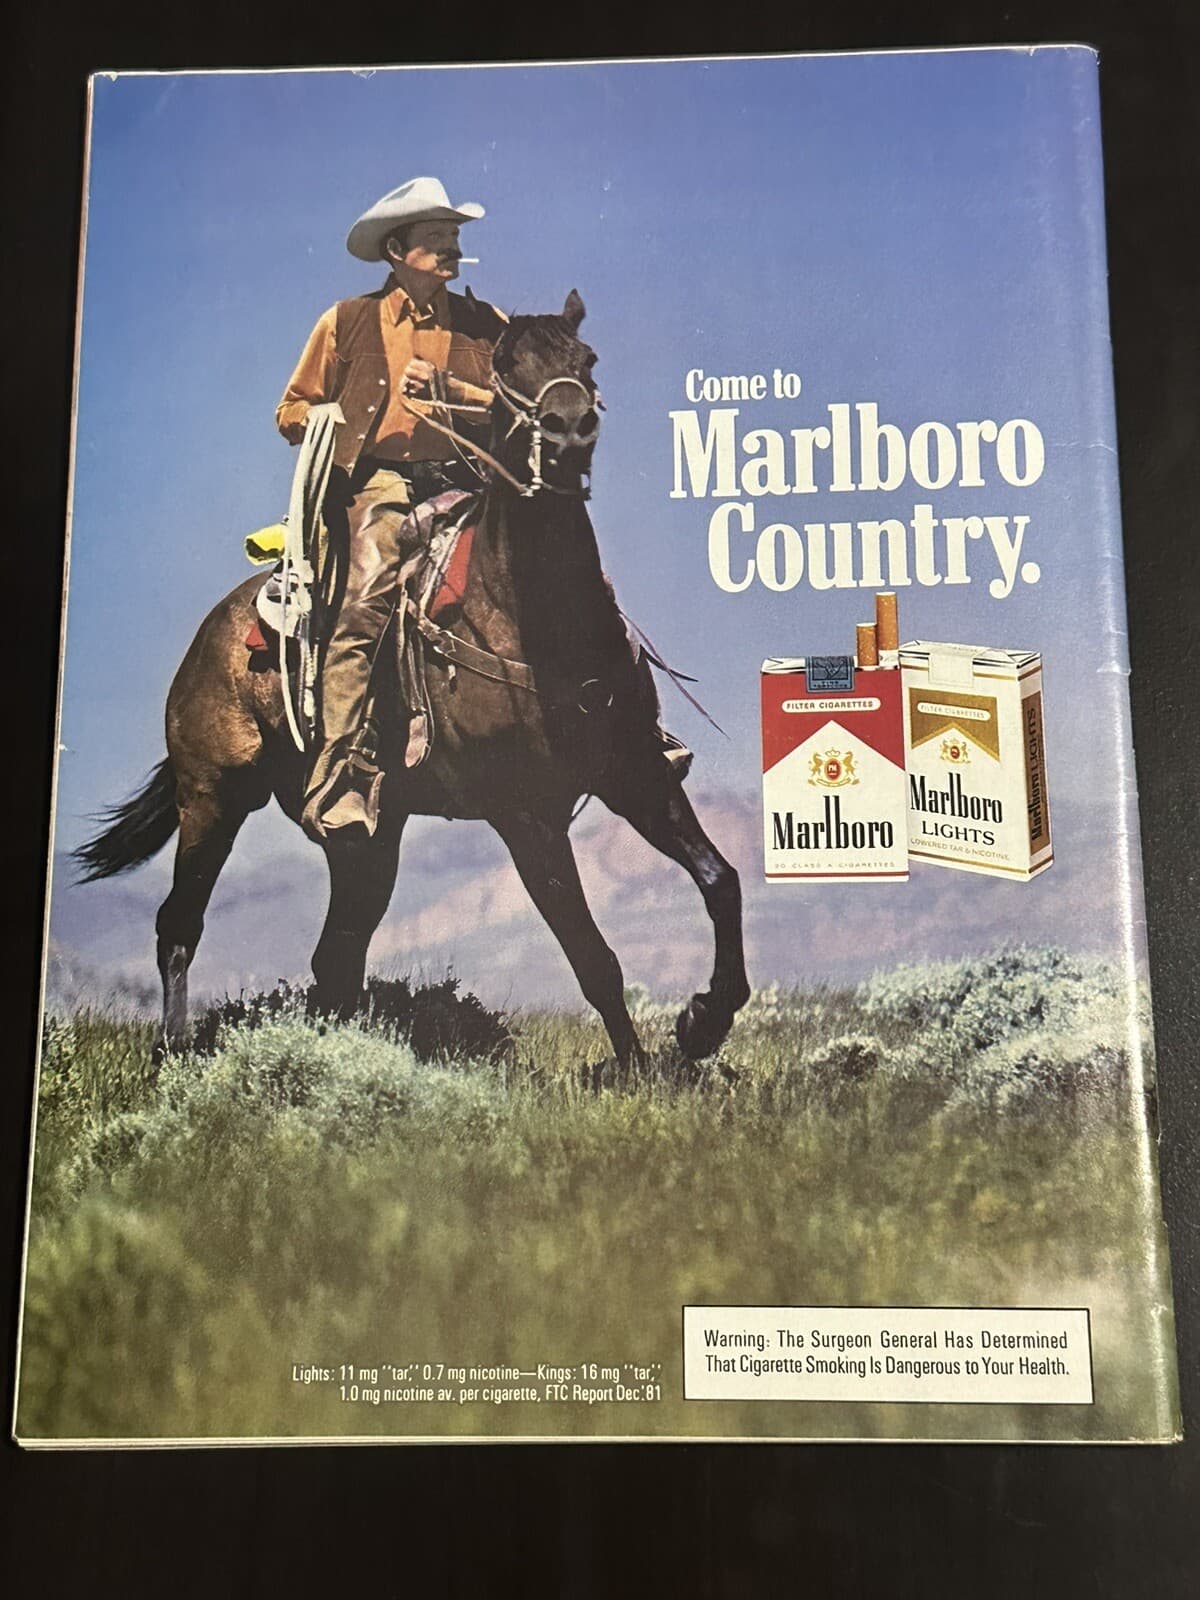 Come to
Marlboro
Country.
FILTER CIGARETTES
Marlboro
20 CLASS A CIGARETTES
FILTER CIGARETTES
Marlboro
LIGHTS
LOWERED TAR & NICOTINE
Marlboro LIGHTS
Lights: 11 mg "tar," 0.7 mg nicotine—Kings: 16 mg "tar,"
1.0 mg nicotine av. per cigarette, FTC Report Dec.'81
Warning: The Surgeon General Has Determined
That Cigarette Smoking Is Dangerous to Your Health.